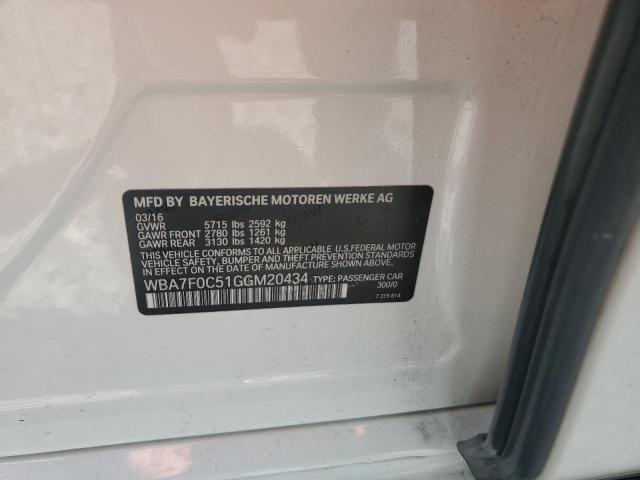 MFD BY BAYERISCHE MOTOREN WERKE AG
03/16
GVWR 5715 lbs 2592 kg
GAWR FRONT 2780 lbs 1261 kg
GAWR REAR 3130 lbs 1420 kg
THIS VEHICLE CONFORMS TO ALL APPLICABLE U.S.FEDERAL MOTOR
VEHICLE SAFETY, BUMPER AND THEFT PREVENTION STANDARDS
IN EFFECT ON THE DATE OF MANUFACTURE SHOWN ABOVE.
WBA7F0C51GGM20434 TYPE: PASSENGER CAR
300/0
7 315 814